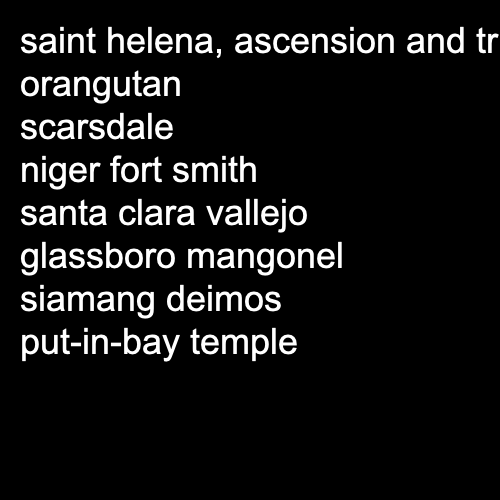 saint helena, ascension and tr
orangutan
scarsdale
niger fort smith
santa clara vallejo
glassboro mangonel
siamang deimos
put-in-bay temple